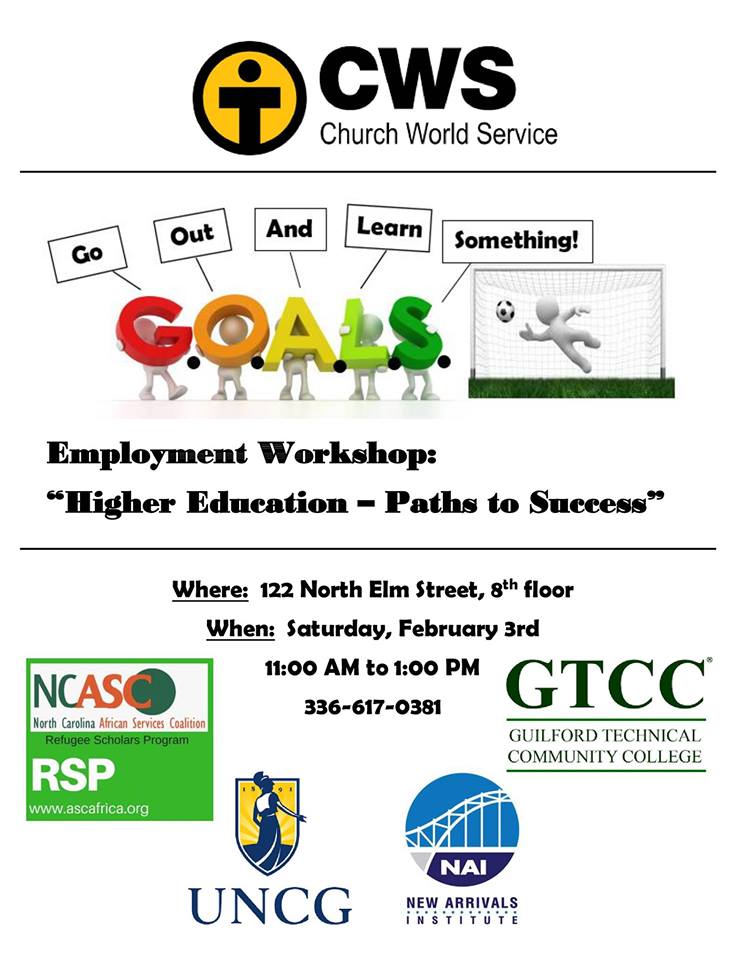 CWS
Church World Service
Go Out And Learn Something!
G.O.A.L.S.
Employment Workshop:
“Higher Education – Paths to Success”
Where: 122 North Elm Street, 8th floor
When: Saturday, February 3rd
11:00 AM to 1:00 PM
336-617-0381
NCASC
North Carolina African Services Coalition
Refugee Scholars Program
RSP
www.ascafrica.org
GTCC®
GUILFORD TECHNICAL
COMMUNITY COLLEGE
1891
UNCG
NAI
NEW ARRIVALS
INSTITUTE